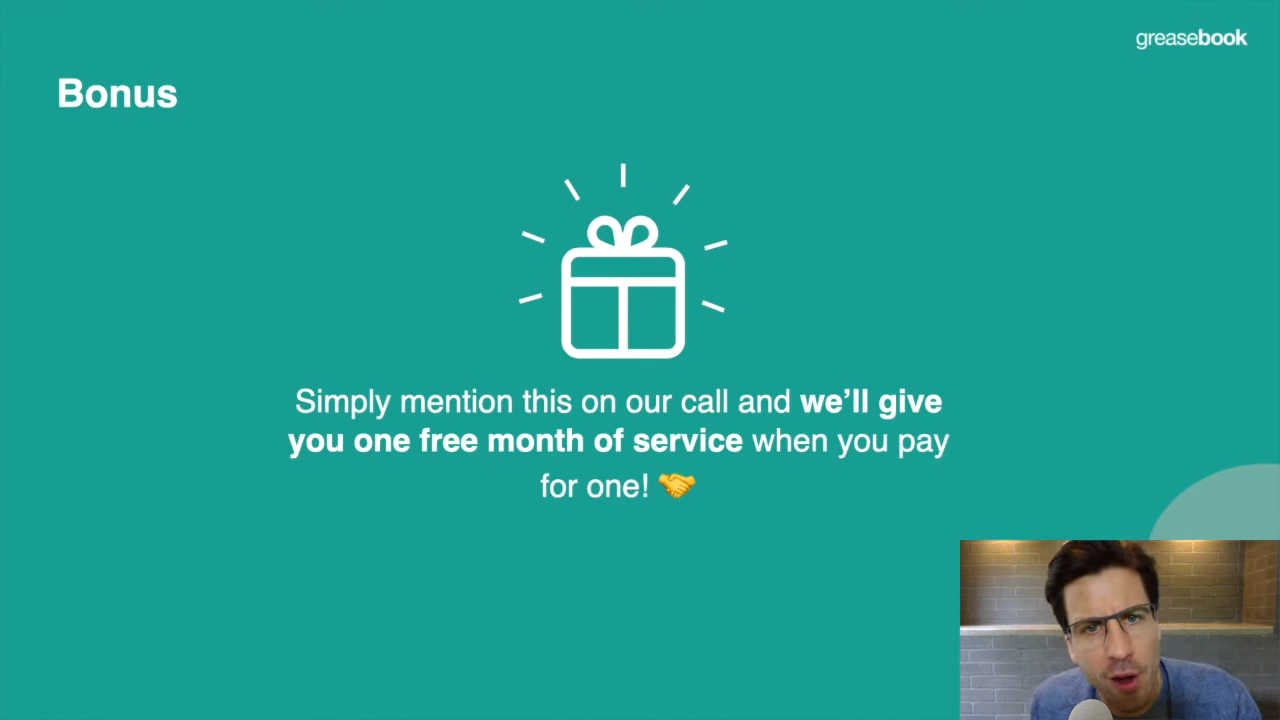 greasebook
Bonus
Simply mention this on our call and we’ll give
you one free month of service when you pay
for one! 🤝